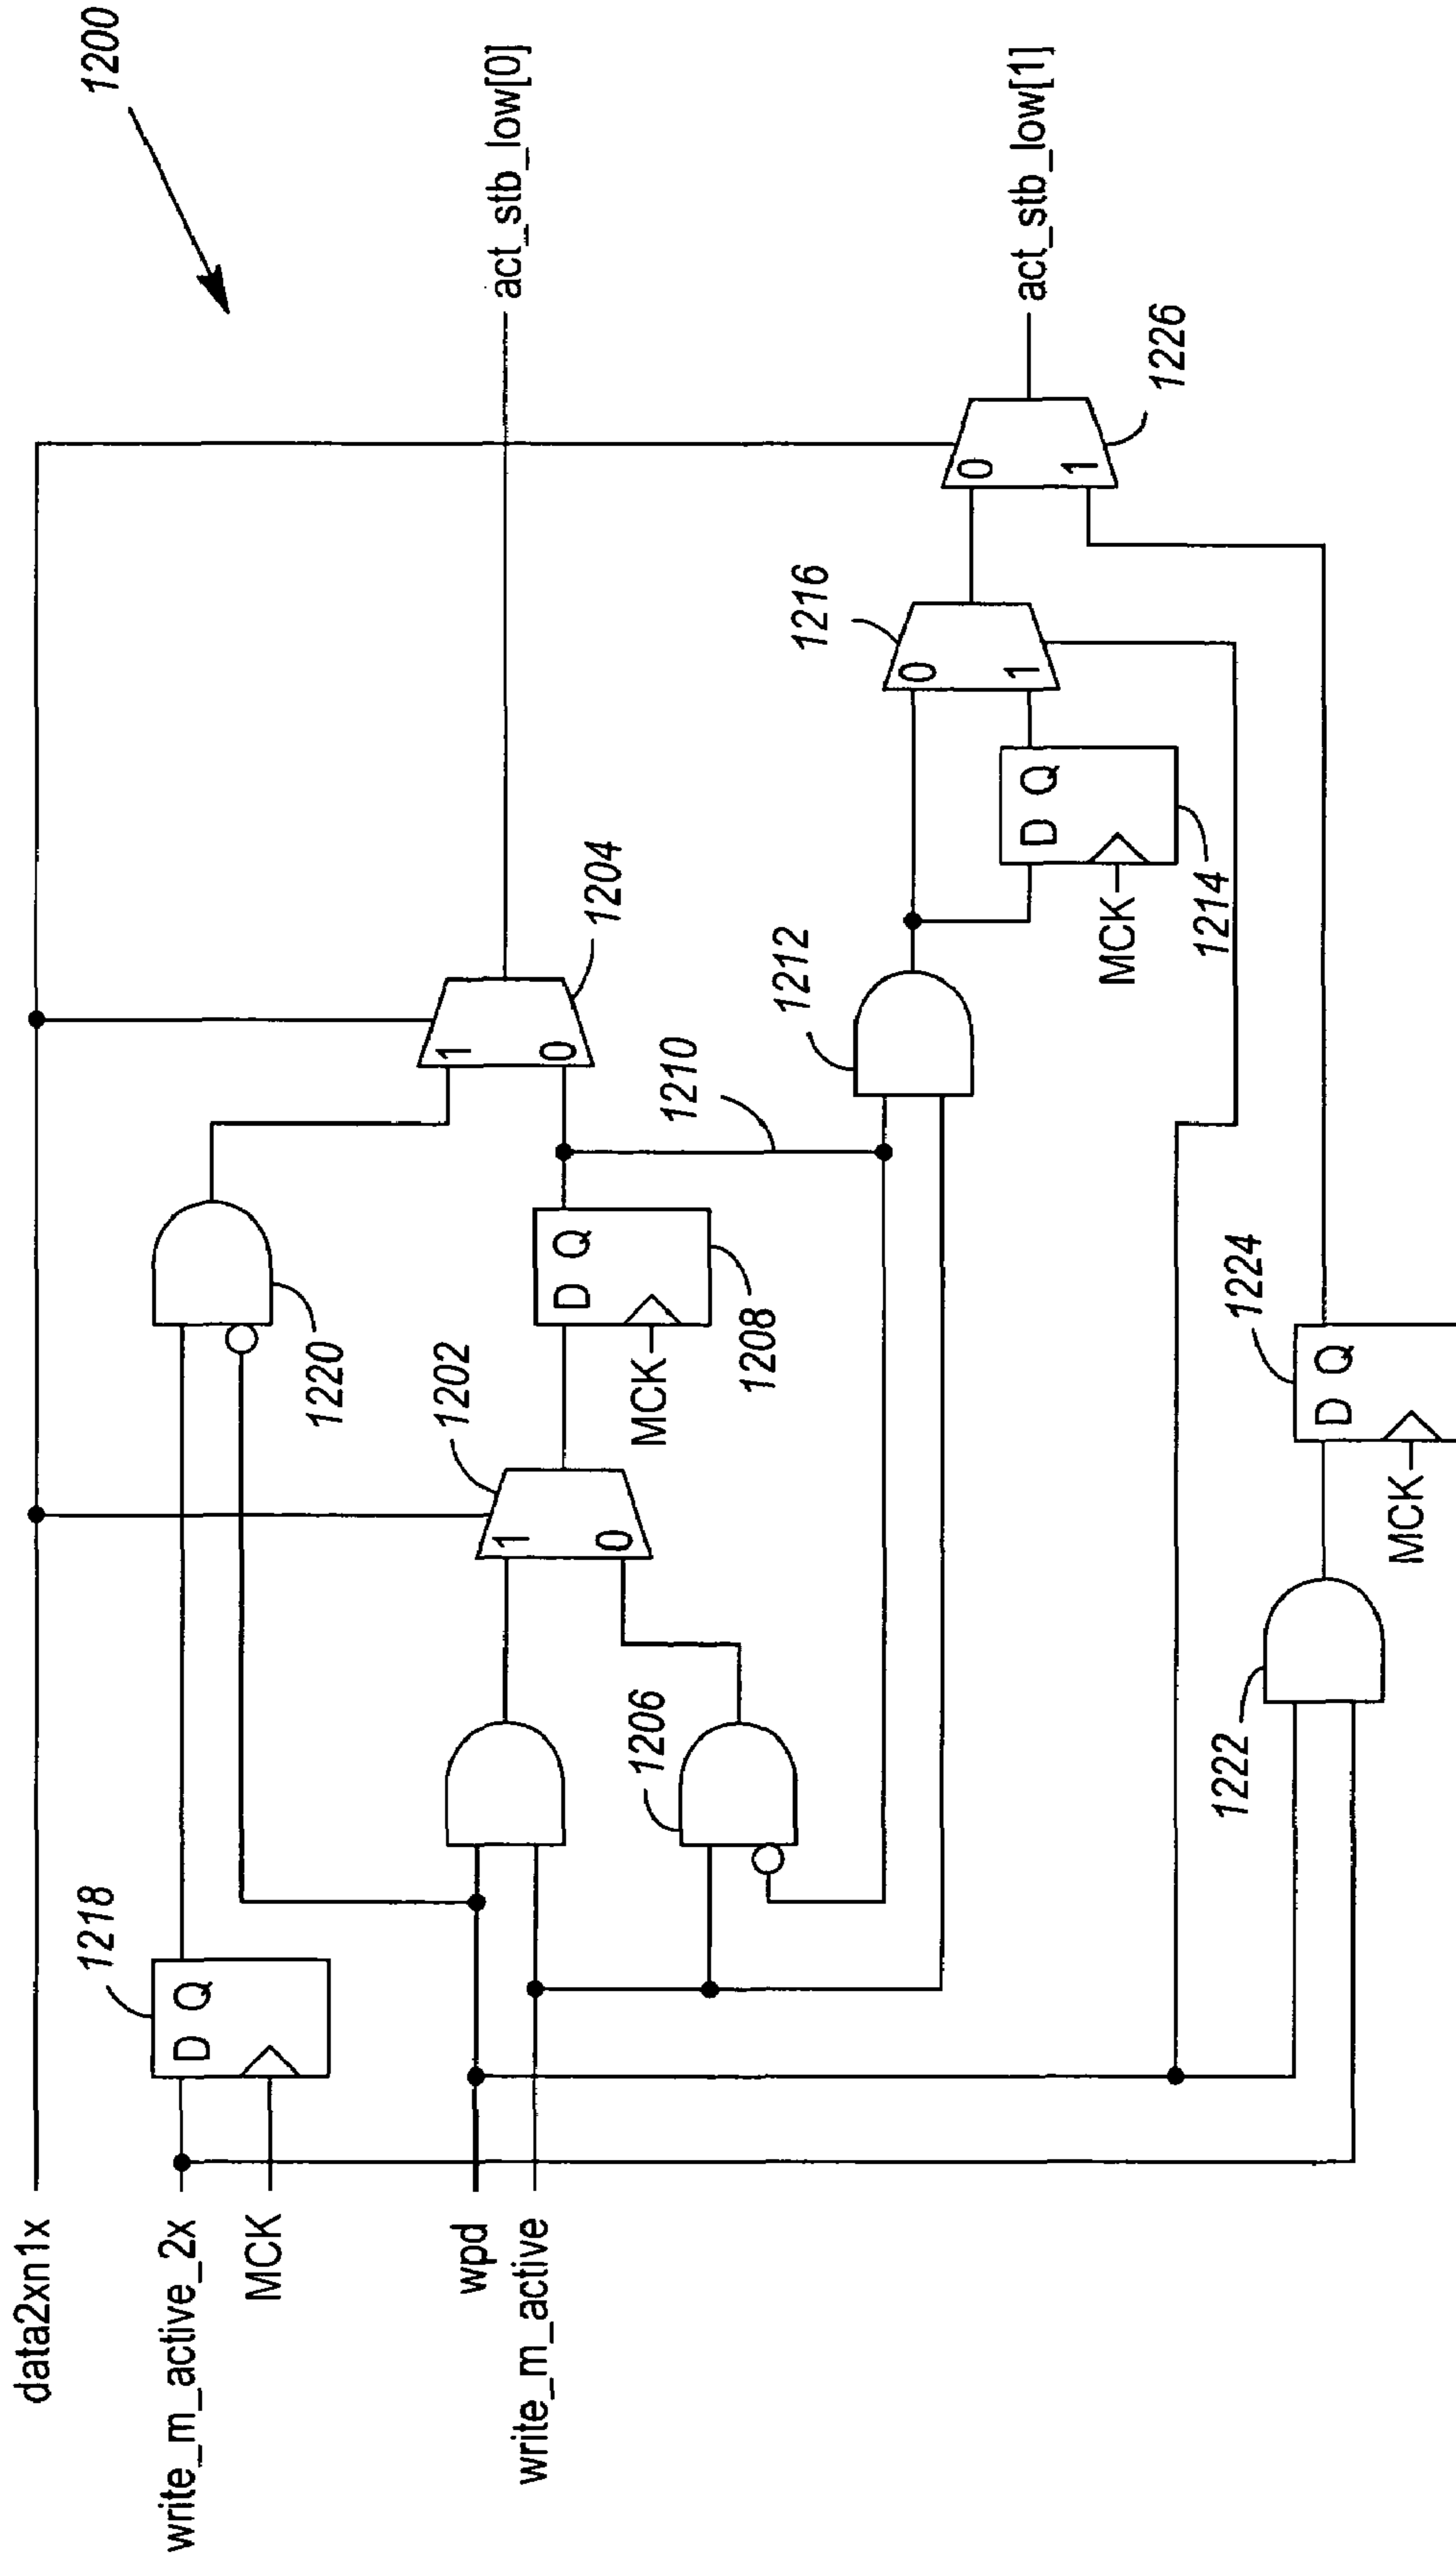 1200
data2xn1x
write_m_active_2x
MCK
wpd
write_m_active
act_stb_low[0]
act_stb_low[1]
1218
D Q
1220
1202
1 0
1206
1208
D Q
MCK
1204
1 0
1210
1212
1214
D Q
MCK
1216
0 1
1226
0 1
1222
1224
D Q
MCK